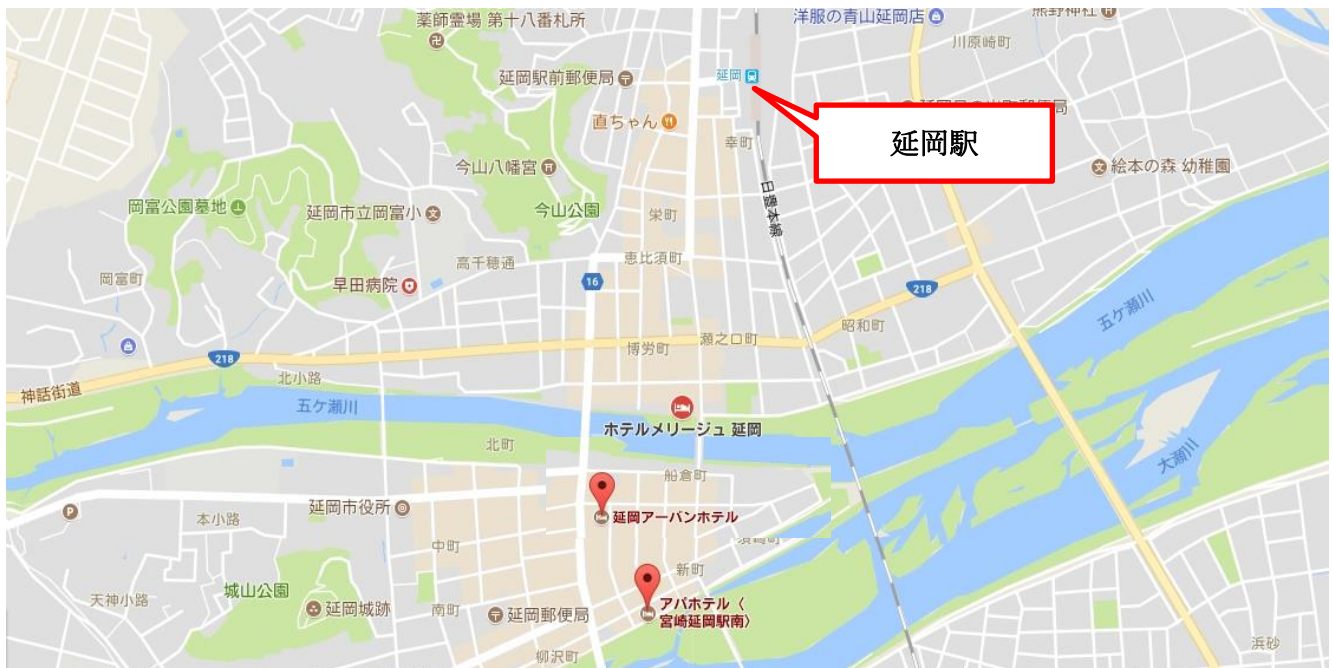 薬師霊場 第十八番札所
洋服の青山延岡店
川原崎町
延岡駅前郵便局
延岡
直ちゃん
幸町
延岡駅
今山八幡宮
絵本の森 幼稚園
岡富公園墓地
延岡市立岡富小
今山公園
栄町
日豊本線
恵比須町
高千穂通
岡富町
早田病院
16
218
五ケ瀬川
昭和町
瀬之口町
博労町
218
北小路
神話街道
五ケ瀬川
ホテルメリージュ 延岡
北町
大瀬川
船倉町
P
延岡市役所
本小路
延岡アーバンホテル
中町
新町
城山公園
天神小路
延岡城跡
南町
延岡郵便局
アパホテル〈
宮崎延岡駅南〉
浜砂
柳沢町